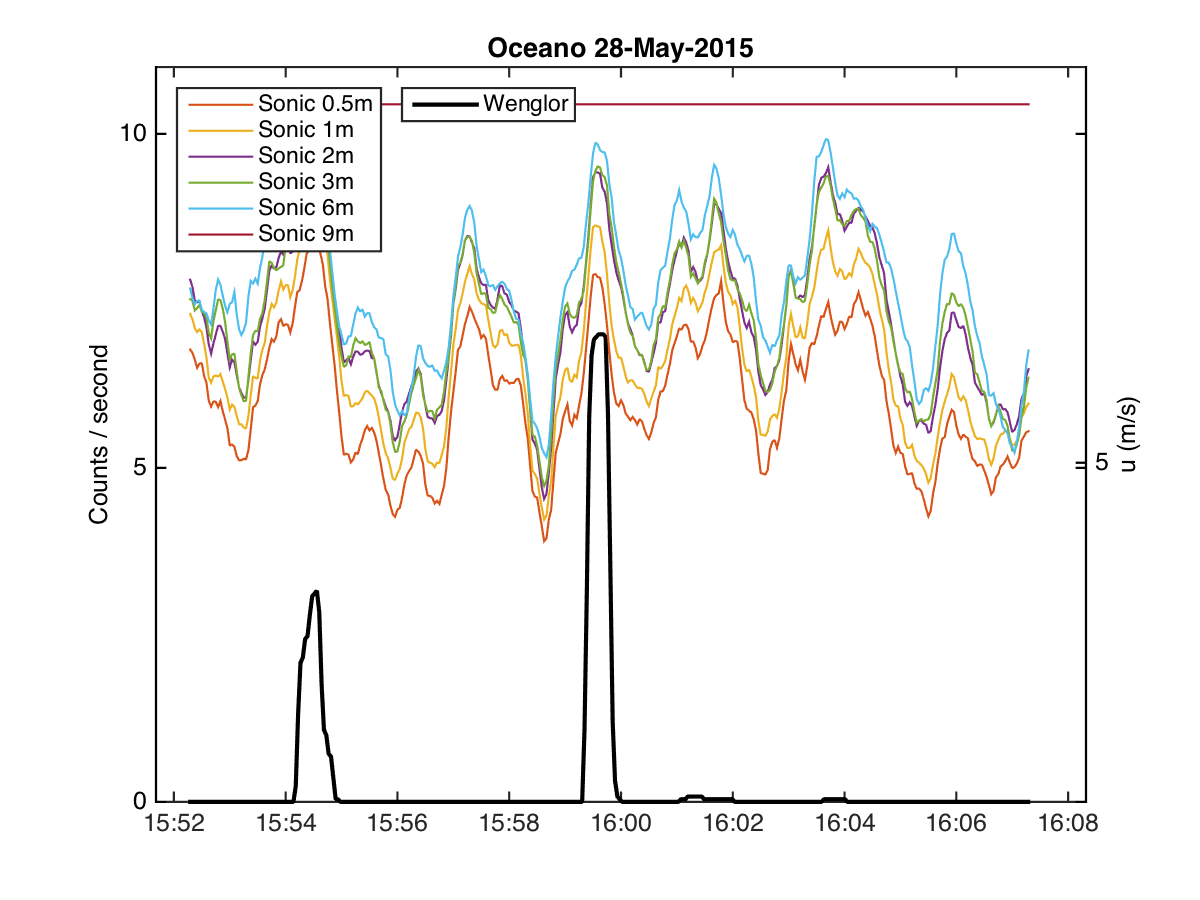 Oceano 28-May-2015
Sonic 0.5m
Sonic 1m
Sonic 2m
Sonic 3m
Sonic 6m
Sonic 9m
Wenglor
10
5
0
Counts / second
5
u (m/s)
15:52 15:54 15:56 15:58 16:00 16:02 16:04 16:06 16:08